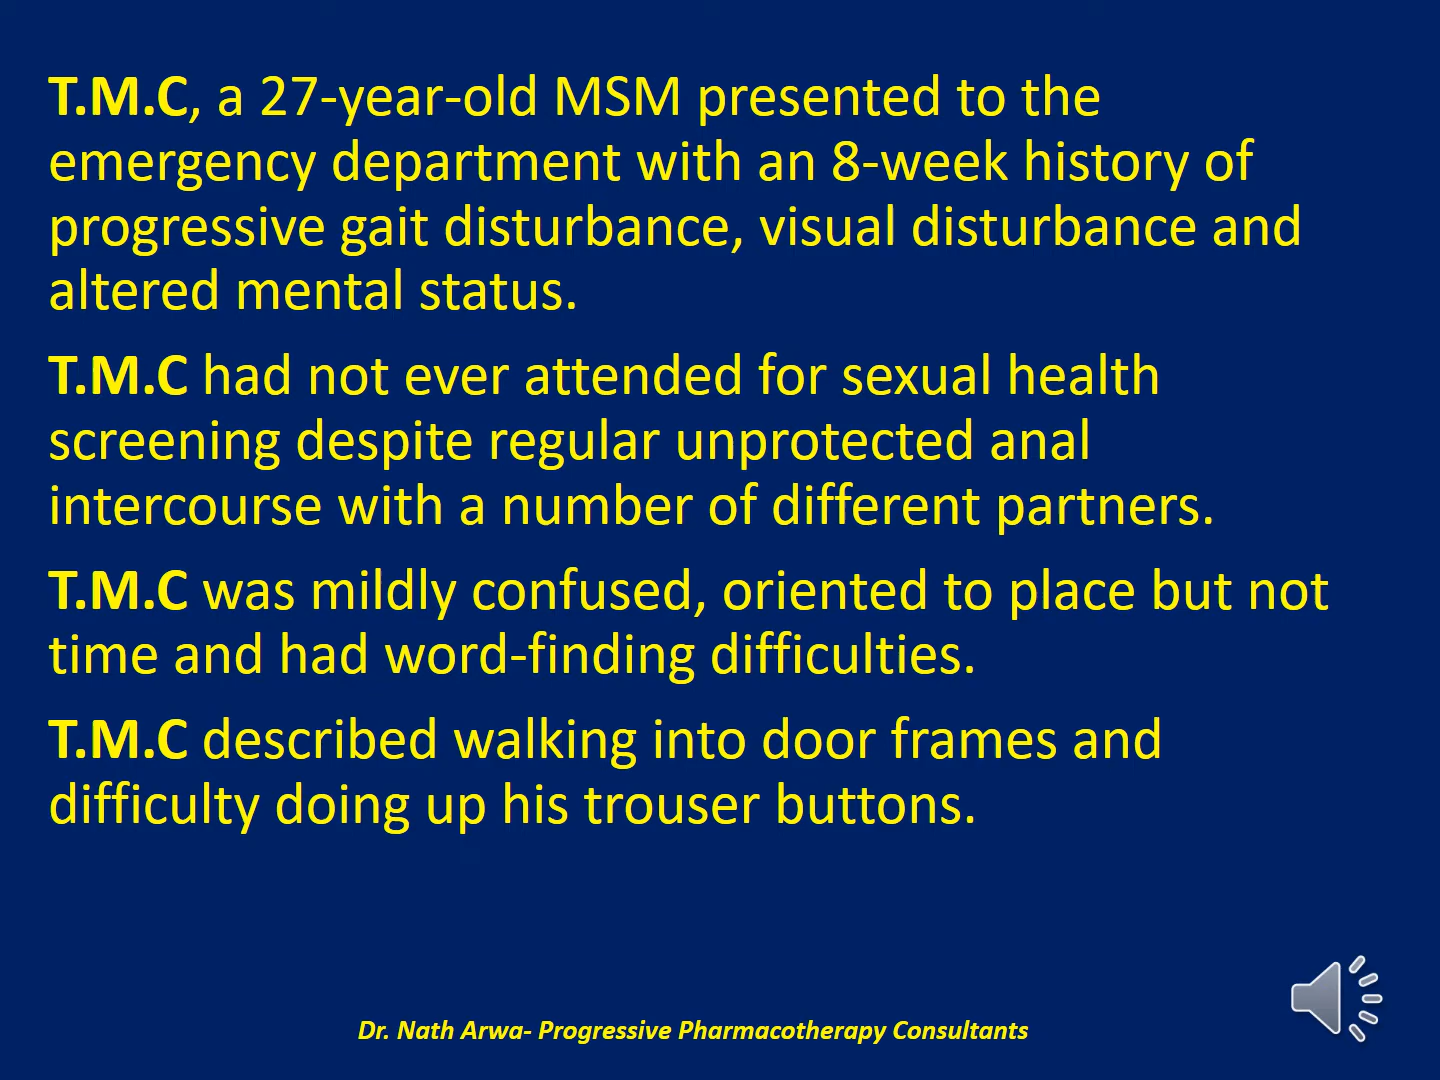 T.M.C, a 27-year-old MSM presented to the
emergency department with an 8-week history of
progressive gait disturbance, visual disturbance and
altered mental status.
T.M.C had not ever attended for sexual health
screening despite regular unprotected anal
intercourse with a number of different partners.
T.M.C was mildly confused, oriented to place but not
time and had word-finding difficulties.
T.M.C described walking into door frames and
difficulty doing up his trouser buttons.
Dr. Nath Arwa- Progressive Pharmacotherapy Consultants